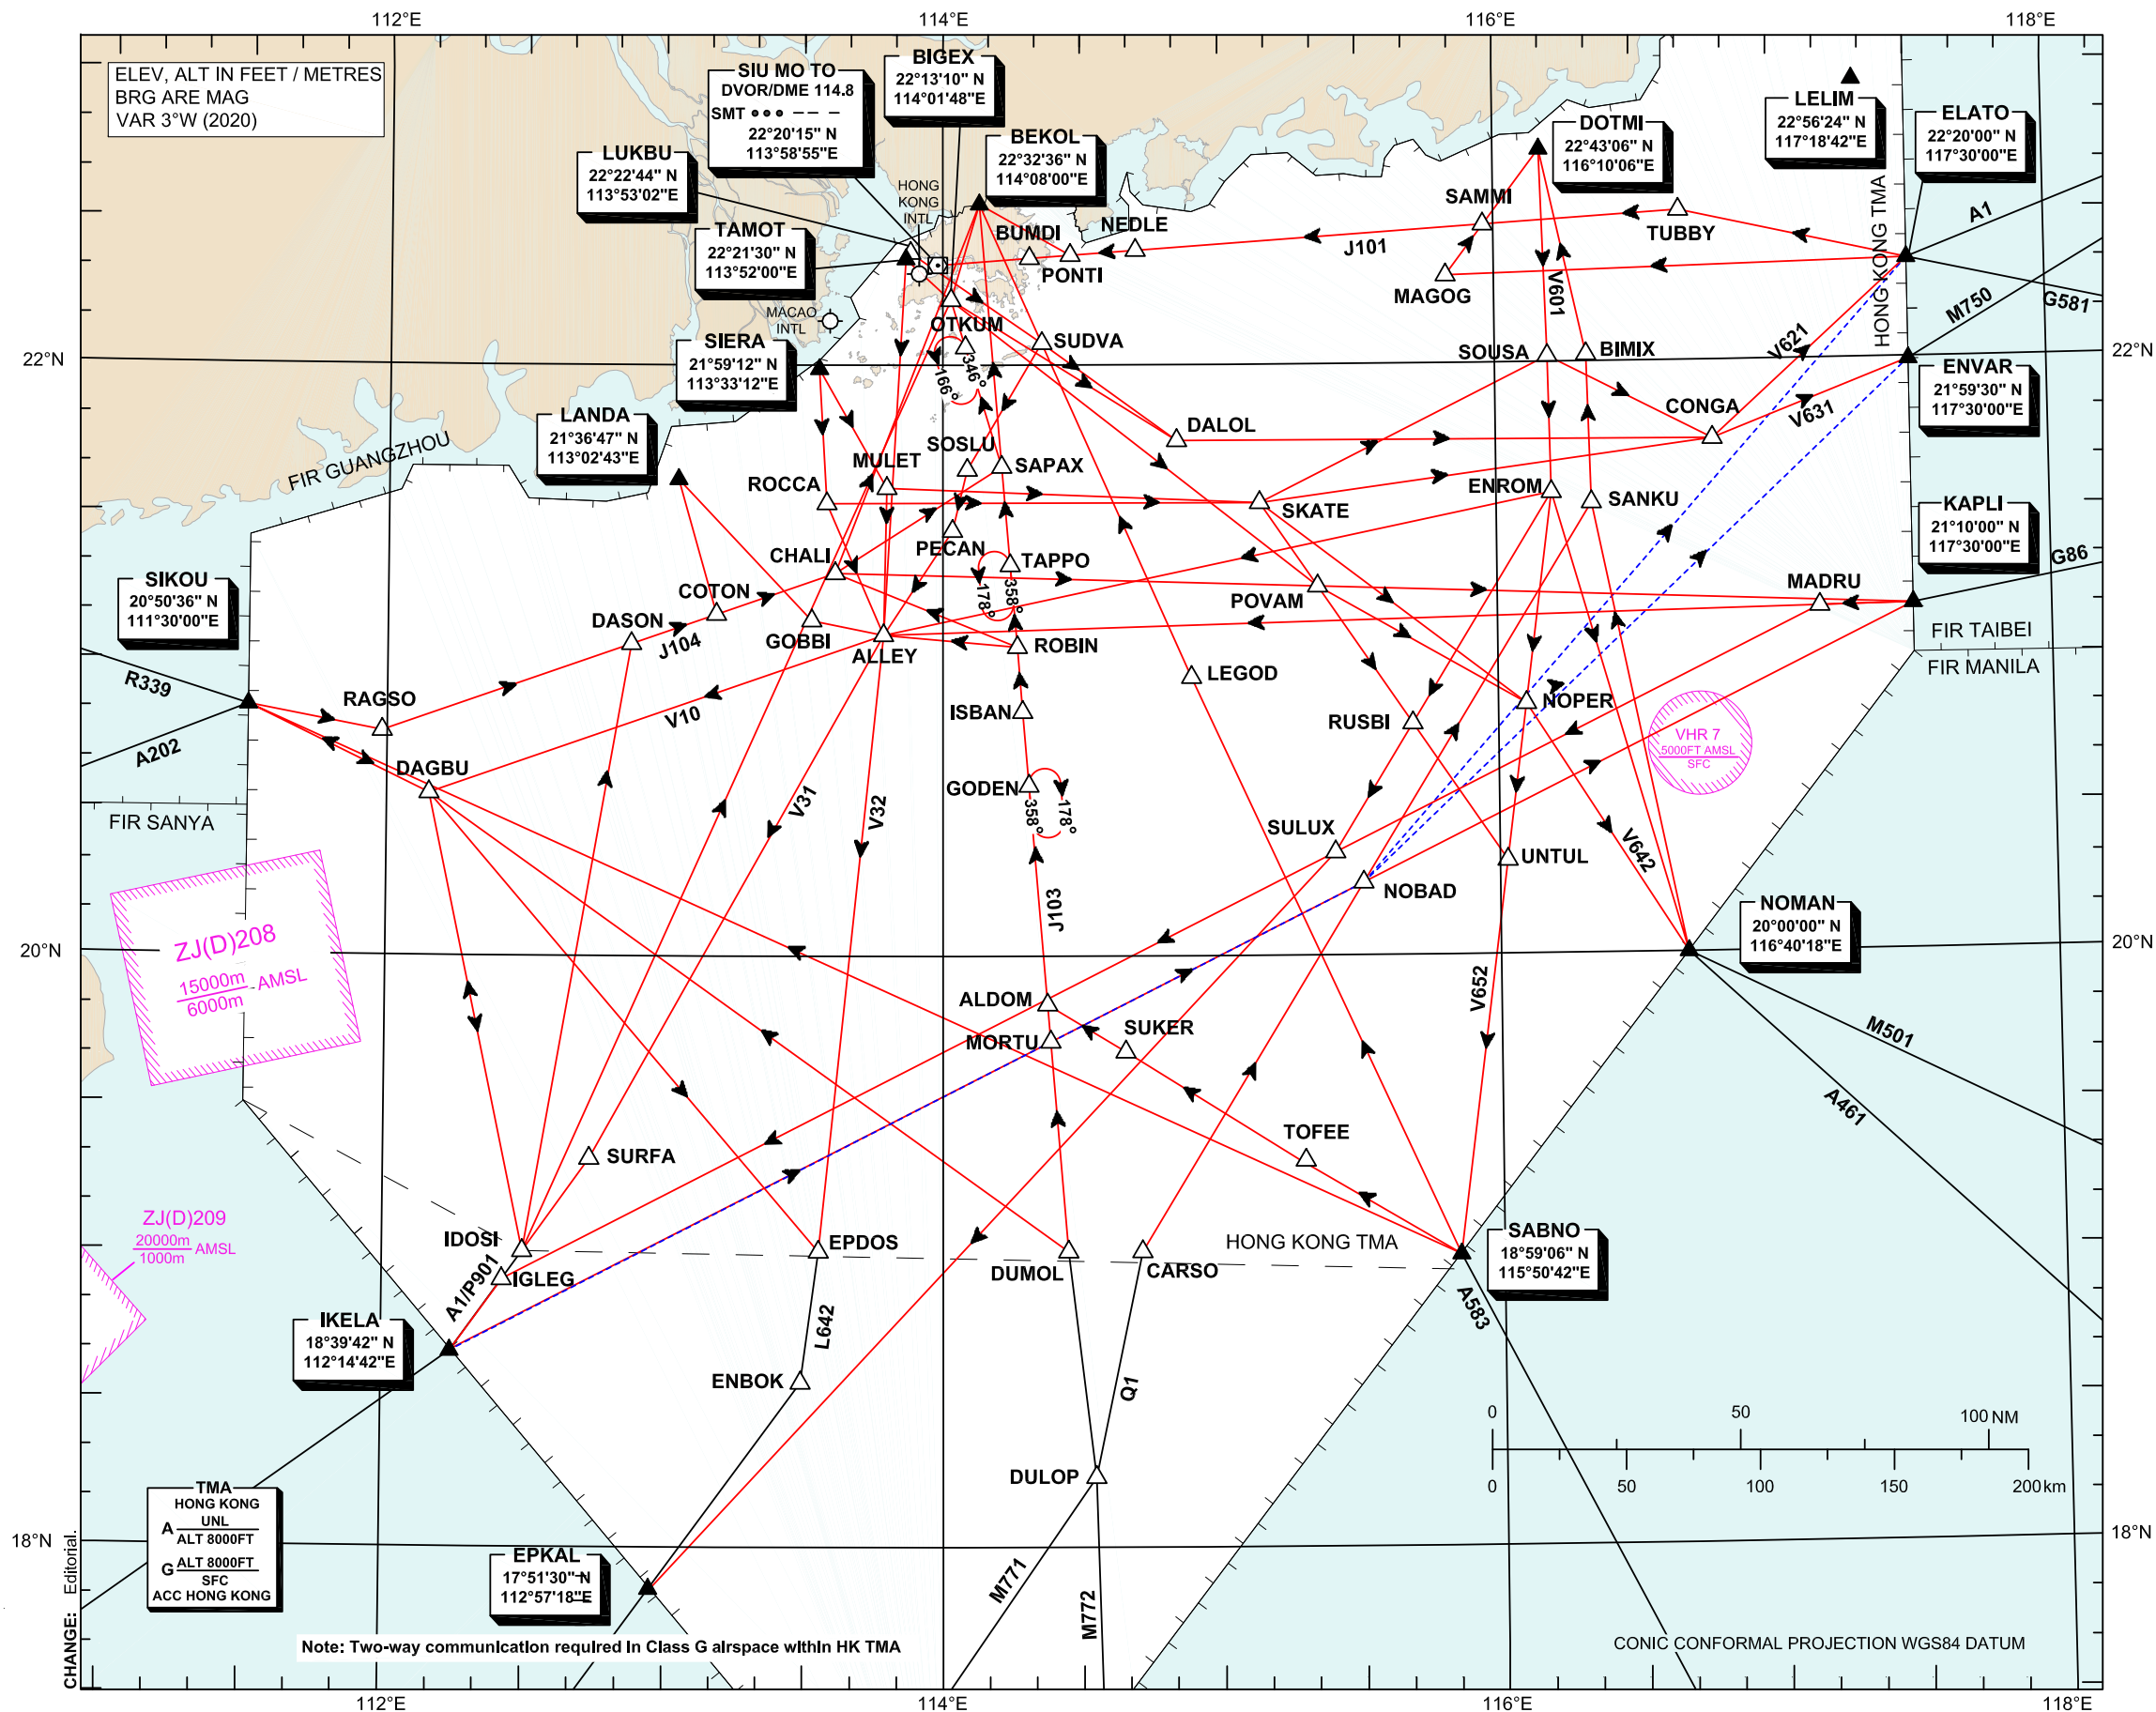 112°E
114°E
116°E
118°E
ELEV, ALT IN FEET / METRES
BRG ARE MAG
VAR 3°W (2020)
SIU MO TO
DVOR/DME 114.8
SMT ••• — — —
22°20'15" N
113°58'55"E
BIGEX
22°13'10" N
114°01'48"E
BEKOL
22°32'36" N
114°08'00"E
LUKBU
22°22'44" N
113°53'02"E
TAMOT
22°21'30" N
113°52'00"E
SIERA
21°59'12" N
113°33'12"E
LANDA
21°36'47" N
113°02'43"E
SIKOU
20°50'36" N
111°30'00"E
DOTMI
22°43'06" N
116°10'06"E
LELIM
22°56'24" N
117°18'42"E
ELATO
22°20'00" N
117°30'00"E
ENVAR
21°59'30" N
117°30'00"E
KAPLI
21°10'00" N
117°30'00"E
HONG
KONG
INTL
MACAO
INTL
BUMDI
NEDLE
PONTI
SAMMI
TUBBY
MAGOG
J101
V601
A1
G581
M750
HONG KONG TMA
V621
V631
G86
22°N
22°N
OTKUM
SUDVA
346°
166°
SOUSA
BIMIX
CONGA
DALOL
FIR GUANGZHOU
SOSLU
SAPAX
MULET
ROCCA
SKATE
ENROM
SANKU
CHALI
PECAN
TAPPO
358°
178°
COTON
DASON
J104
GOBBI
ALLEY
ROBIN
POVAM
MADRU
FIR TAIBEI
FIR MANILA
R339
A202
RAGSO
V10
ISBAN
LEGOD
RUSBI
NOPER
VHR 7
5000FT AMSL
SFC
DAGBU
FIR SANYA
V31
V32
GODEN
358°
178°
SULUX
UNTUL
V642
NOBAD
ZJ(D)208
15000m
6000m
AMSL
J103
NOMAN
20°00'00" N
116°40'18"E
20°N
20°N
ALDOM
MORTU
SUKER
V652
M501
A461
SURFA
TOFEE
ZJ(D)209
20000m
1000m
AMSL
IDOSI
IGLEG
A1/P901
EPDOS
DUMOL
CARSO
HONG KONG TMA
SABNO
18°59'06" N
115°50'42"E
A583
IKELA
18°39'42" N
112°14'42"E
L642
ENBOK
Q1
DULOP
0
50
100 NM
0
50
100
150
200km
TMA
HONG KONG
A
UNL
ALT 8000FT
G
ALT 8000FT
SFC
ACC HONG KONG
18°N
18°N
EPKAL
17°51'30" N
112°57'18"E
M771
M772
CHANGE: Editorial.
Note: Two-way communication required in Class G airspace within HK TMA
CONIC CONFORMAL PROJECTION WGS84 DATUM
112°E
114°E
116°E
118°E